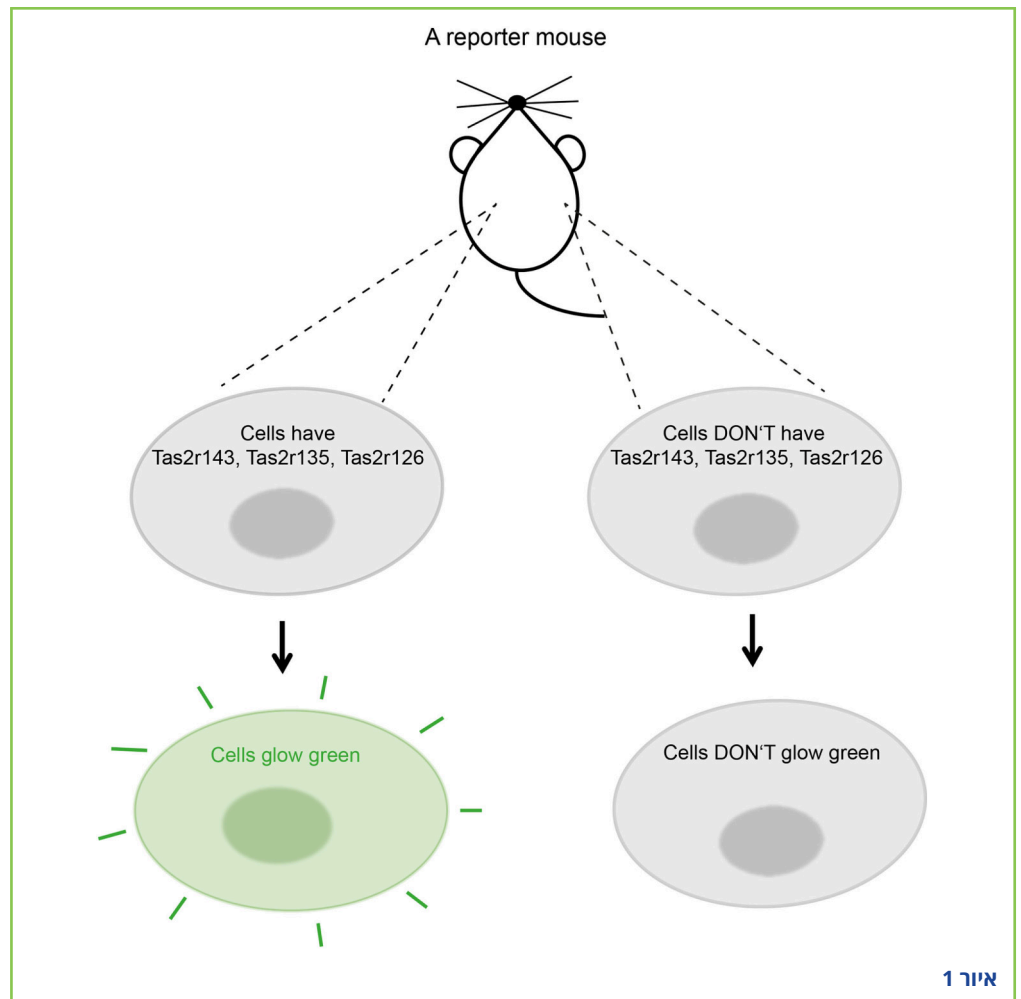 A reporter mouse
Cells have
Tas2r143, Tas2r135, Tas2r126
Cells DON'T have
Tas2r143, Tas2r135, Tas2r126
Cells glow green
Cells DON'T glow green
איור 1